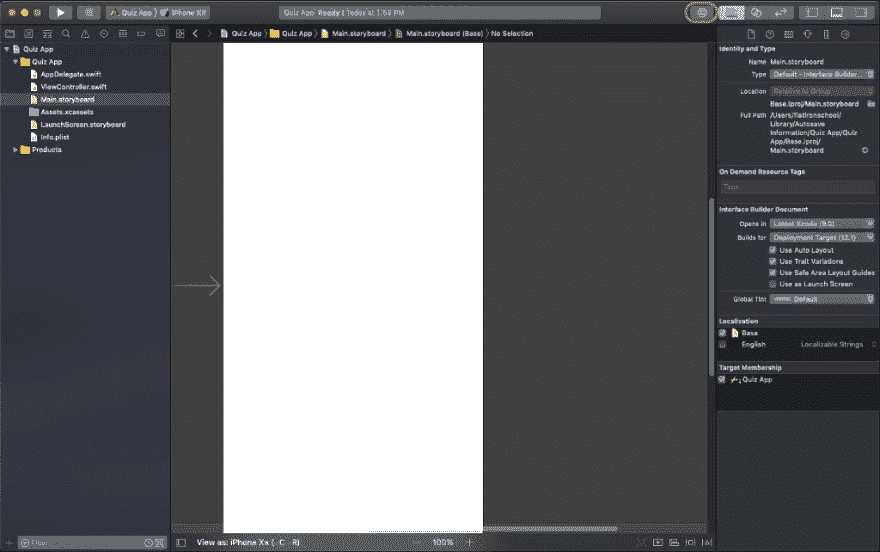 Quiz App
iPhone XR
Quiz App: Ready | Today at 1:59 PM
Quiz App
Quiz App
Main.storyboard
Main.storyboard (Base)
No Selection
Quiz App
Quiz App
AppDelegate.swift
ViewController.swift
Main.storyboard
Assets.xcassets
LaunchScreen.storyboard
Info.plist
Products
Filter
View as: iPhone XR ( C R)
100%
Identity and Type
Name Main.storyboard
Type Default - Interface Builder...
Location Relative to Group
Base.lproj/Main.storyboard
Full Path /Users/flatironschool/
Library/Autosave
Information/Quiz App/Quiz
App/Base.lproj/
Main.storyboard
On Demand Resource Tags
Tags
Interface Builder Document
Opens in Latest Xcode (9.0)
Builds for Deployment Target (12.1)
Use Auto Layout
Use Trait Variations
Use Safe Area Layout Guides
Use as Launch Screen
Global Tint Default
Localization
Base
English Localizable Strings
Target Membership
Quiz App